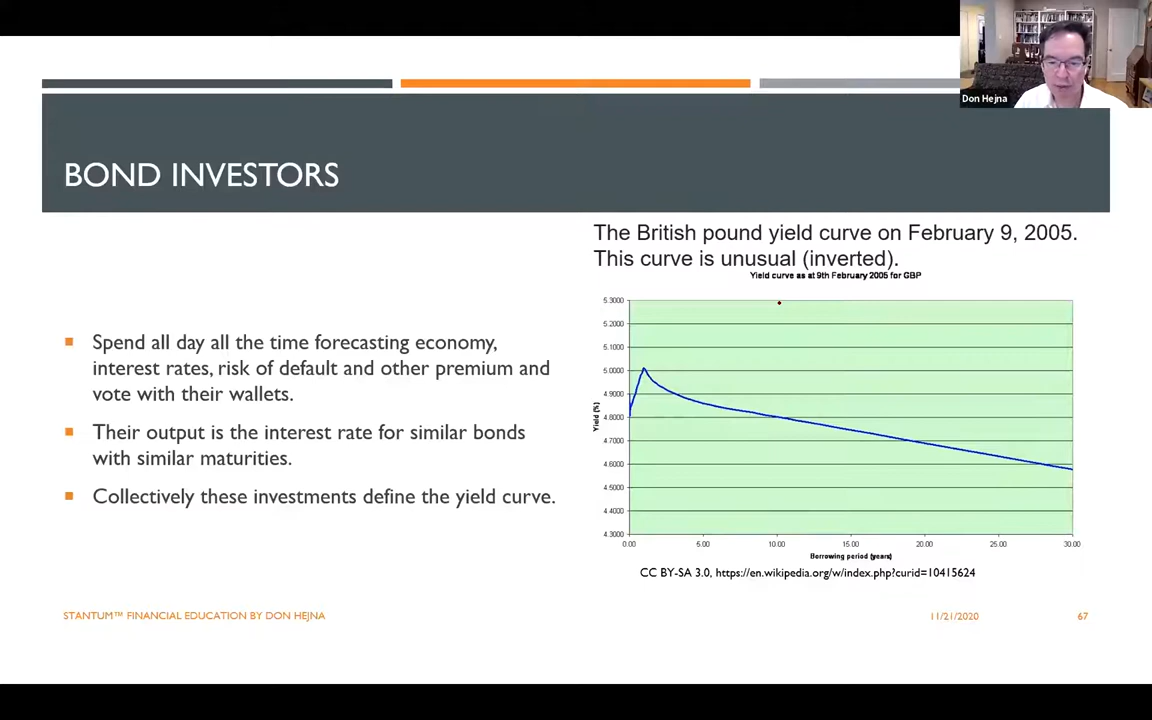 Don Hejna
BOND INVESTORS
Spend all day all the time forecasting economy,
interest rates, risk of default and other premium and
vote with their wallets.
Their output is the interest rate for similar bonds
with similar maturities.
Collectively these investments define the yield curve.
The British pound yield curve on February 9, 2005.
This curve is unusual (inverted).
Yield curve as at 9th February 2005 for GBP
5.3000
5.2000
5.1000
5.0000
4.9000
4.8000
4.7000
4.6000
4.5000
4.4000
4.3000
Yield (%)
0.00 5.00 10.00 15.00 20.00 25.00 30.00
Borrowing period (years)
CC BY-SA 3.0, https://en.wikipedia.org/w/index.php?curid=10415624
STANTUM™ FINANCIAL EDUCATION BY DON HEJNA
11/21/2020
67